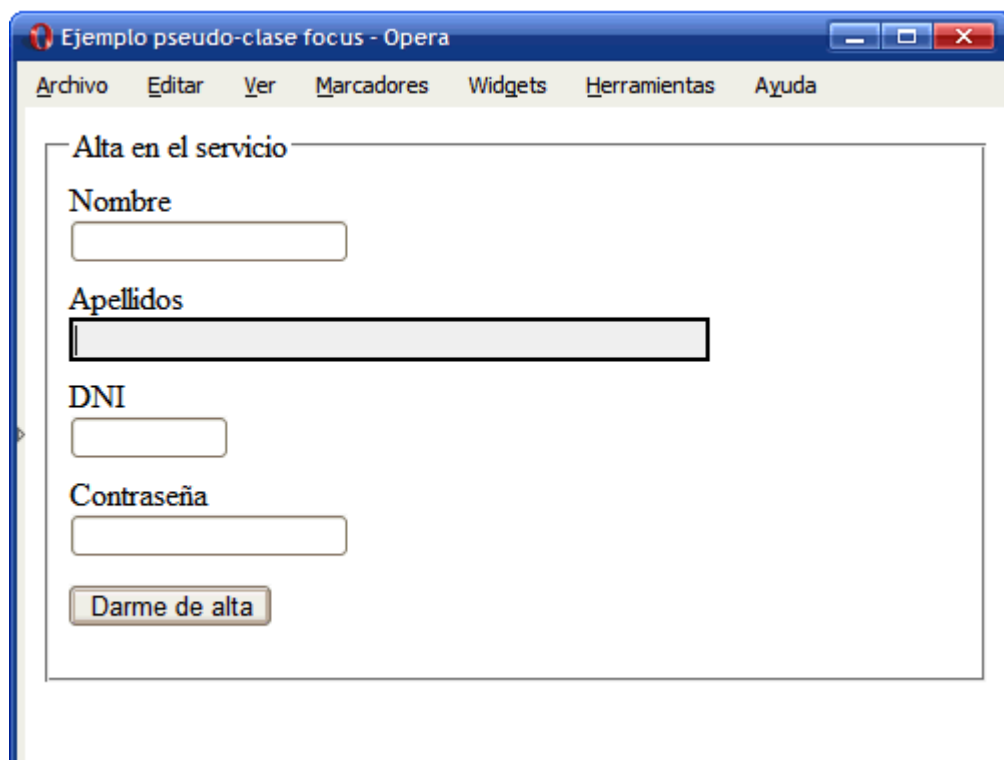 Ejemplo pseudo-clase focus - Opera
Archivo Editar Ver Marcadores Widgets Herramientas Ayuda
Alta en el servicio
Nombre
Apellidos
DNI
Contraseña
Darme de alta